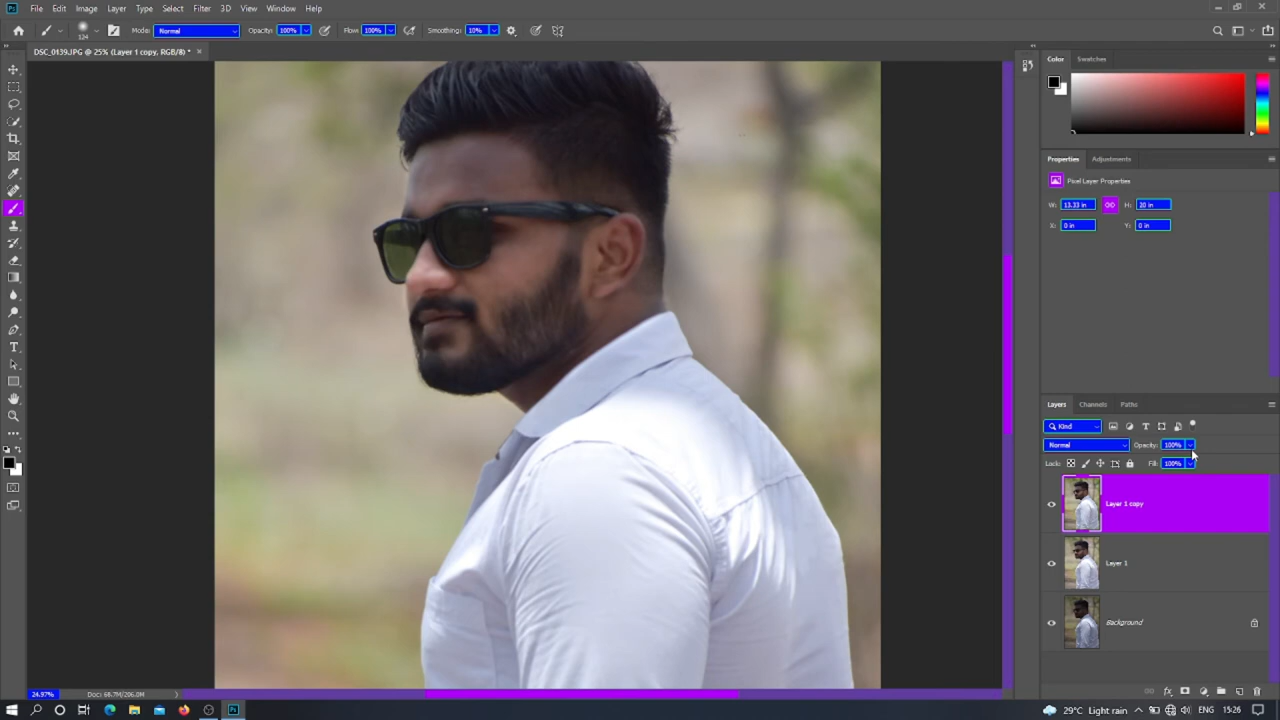 Ps File Edit Image Layer Type Select Filter 3D View Window Help
124 Mode: Normal Opacity: 100% Flow: 100% Smoothing: 10%
DSC_0139.JPG @ 25% (Layer 1 copy, RGB/8) * ×
Color Swatches
Properties Adjustments
Pixel Layer Properties
W: 13.33 in H: 20 in
X: 0 in Y: 0 in
Layers Channels Paths
Kind
Normal Opacity: 100%
Lock: Fill: 100%
Layer 1 copy
Layer 1
Background
24.97% Doc: 68.7M/206.0M
Ps 29°C Light rain ENG 15:26